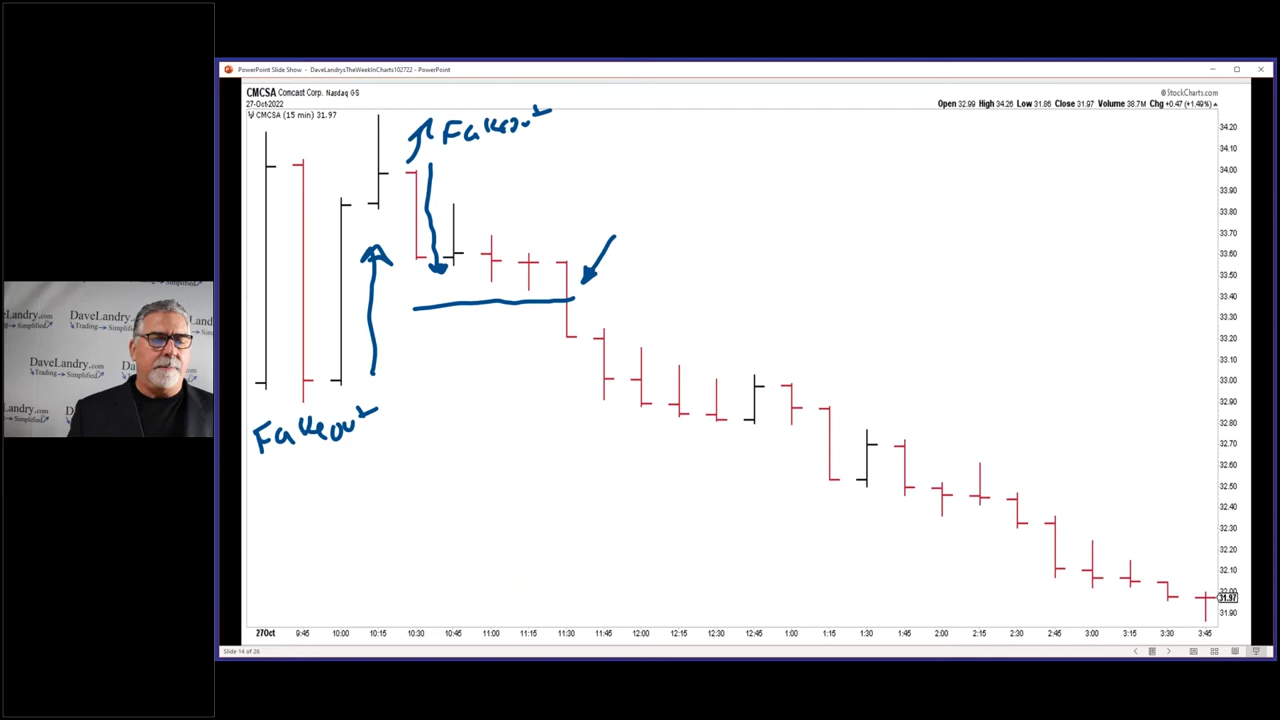 PowerPoint Slide Show - DaveLandrysTheWeekInCharts102722 - PowerPoint
CMCSA Comcast Corp. Nasdaq GS
© StockCharts.com
27-Oct-2022
Open 32.99 High 34.26 Low 31.86 Close 31.97 Volume 38.7M Chg +0.47 (+1.49%)
CMCSA (15 min) 31.97
Fakeout
Fakeout
34.20
34.10
34.00
33.90
33.80
33.70
33.60
33.50
33.40
33.30
33.20
33.10
33.00
32.90
32.80
32.70
32.60
32.50
32.40
32.30
32.20
32.10
32.00
31.97
31.90
27Oct 9:45 10:00 10:15 10:30 10:45 11:00 11:15 11:30 11:45 12:00 12:15 12:30 12:45 1:00 1:15 1:30 1:45 2:00 2:15 2:30 2:45 3:00 3:15 3:30 3:45
Slide 14 of 26
DaveLandry.com
Trading Simplified
DaveLandry.com
Trading Simplified